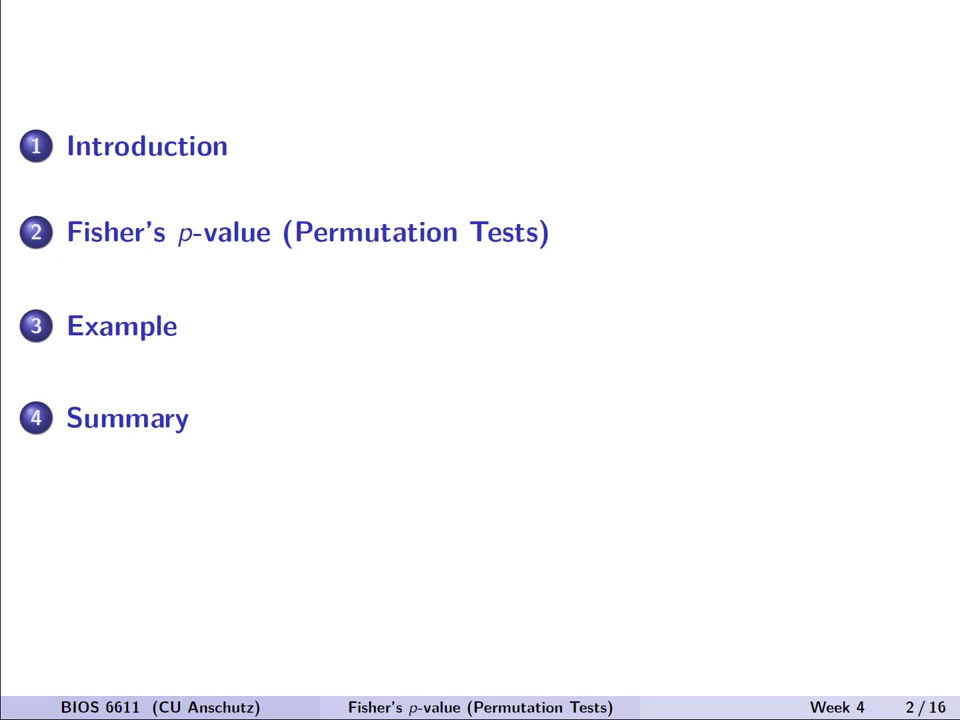 1 Introduction
2 Fisher's p-value (Permutation Tests)
3 Example
4 Summary
BIOS 6611 (CU Anschutz) Fisher's p-value (Permutation Tests) Week 4 2 / 16